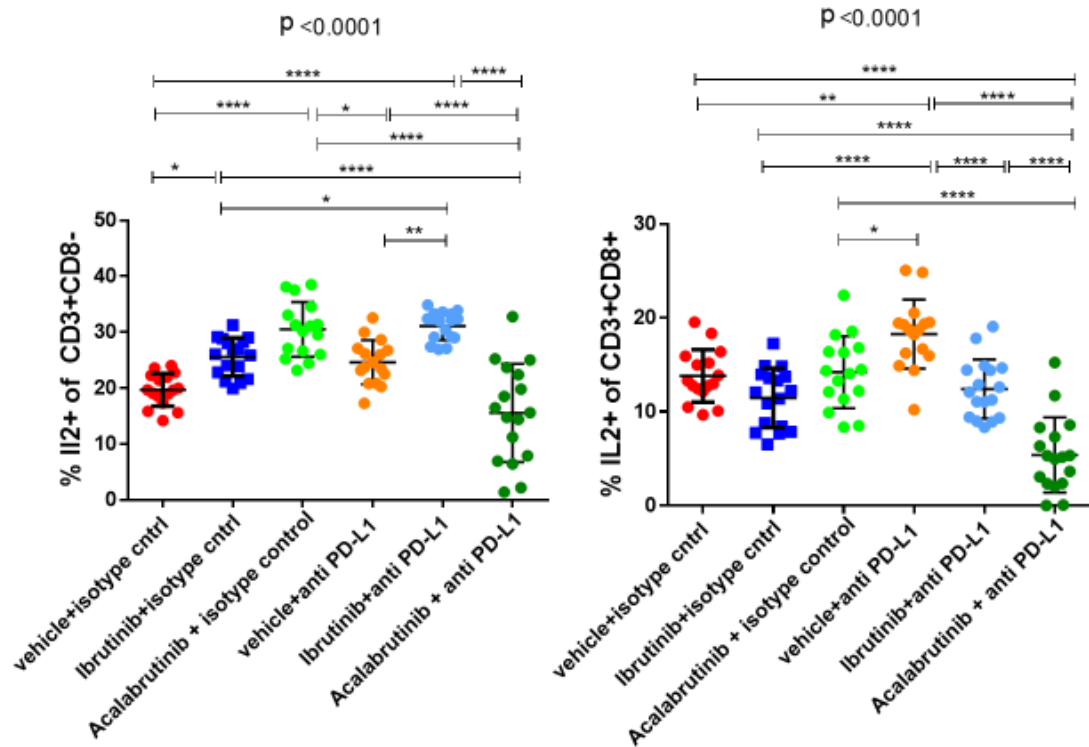 p <0.0001
**** ****
**** * ****
****
* ****
*
**
50
40
30
20
10
0
% Il2+ of CD3+CD8-
vehicle+isotype cntrl
Ibrutinib+isotype cntrl
Acalabrutinib + isotype control
vehicle+anti PD-L1
Ibrutinib+anti PD-L1
Acalabrutinib + anti PD-L1
p <0.0001
****
** ****
****
**** **** ****
****
*
30
20
10
0
% IL2+ of CD3+CD8+
vehicle+isotype cntrl
Ibrutinib+isotype cntrl
Acalabrutinib + isotype control
vehicle+anti PD-L1
Ibrutinib+anti PD-L1
Acalabrutinib + anti PD-L1